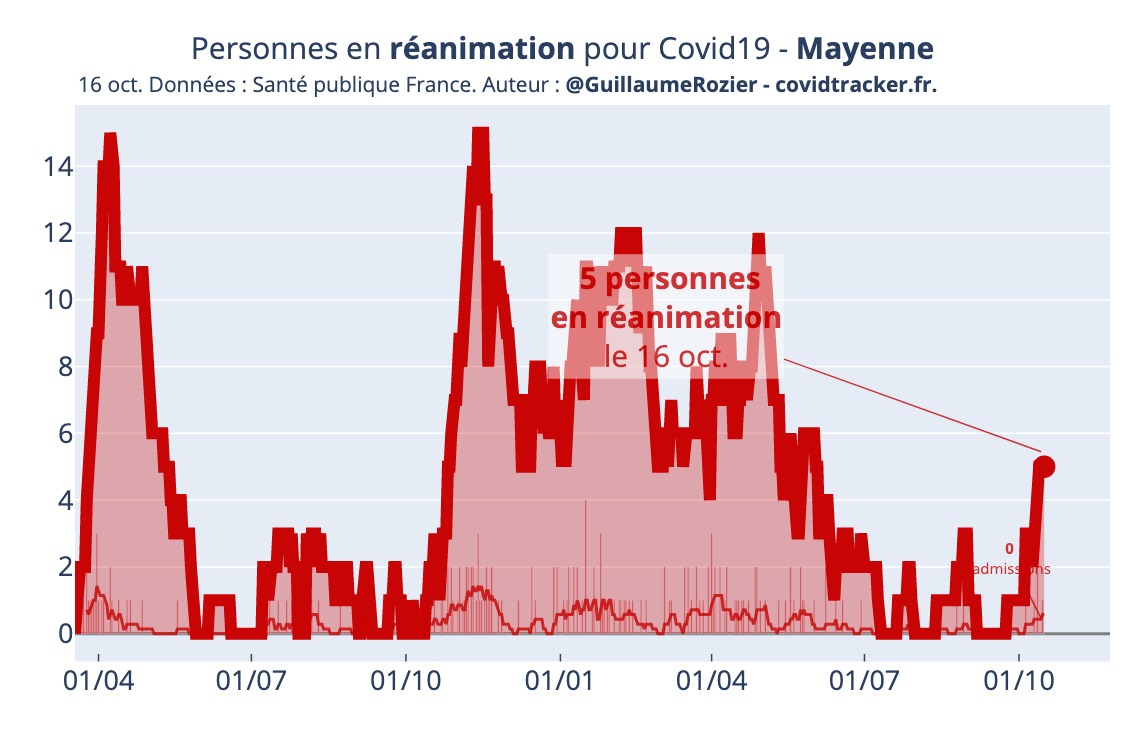 Personnes en réanimation pour Covid19 - Mayenne
16 oct. Données : Santé publique France. Auteur : @GuillaumeRozier - covidtracker.fr.
14
12
10
8
6
4
2
0
5 personnes
en réanimation
le 16 oct.
0
admissions
01/04
01/07
01/10
01/01
01/04
01/07
01/10